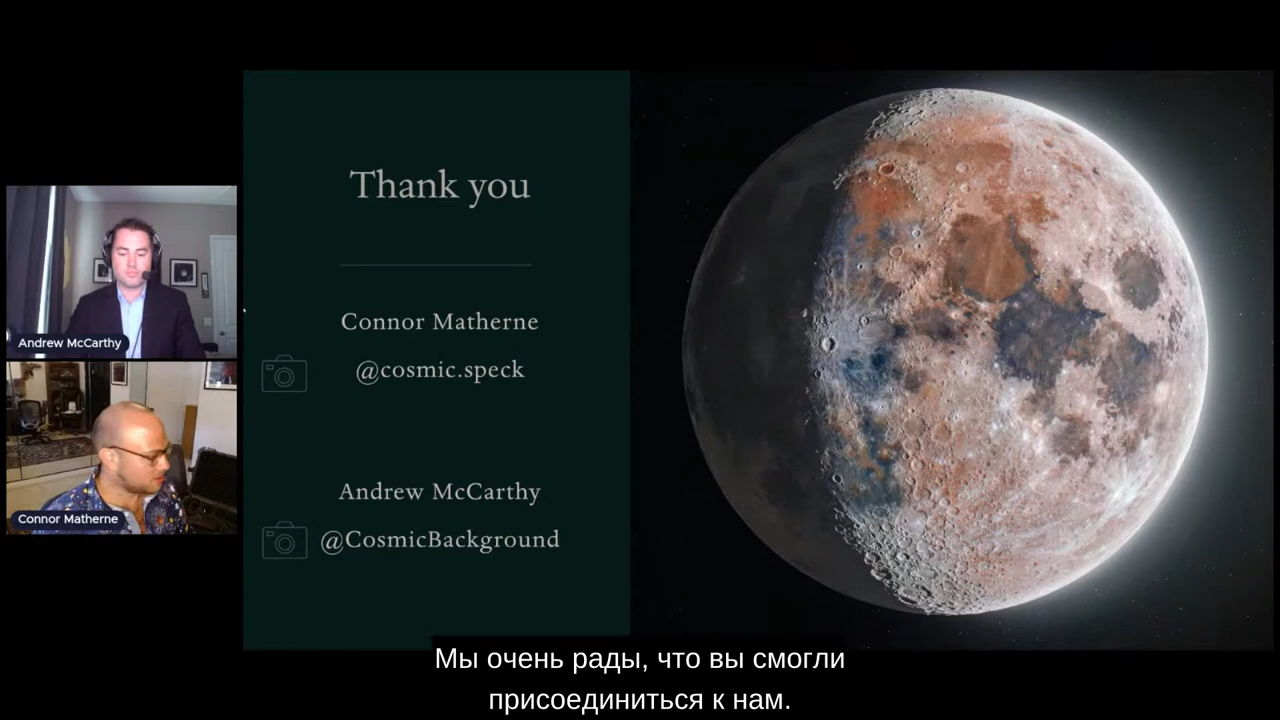 Thank you
Connor Matherne
@cosmic.speck
Andrew McCarthy
@CosmicBackground
Andrew McCarthy
Connor Matherne
Мы очень рады, что вы смогли
присоединиться к нам.